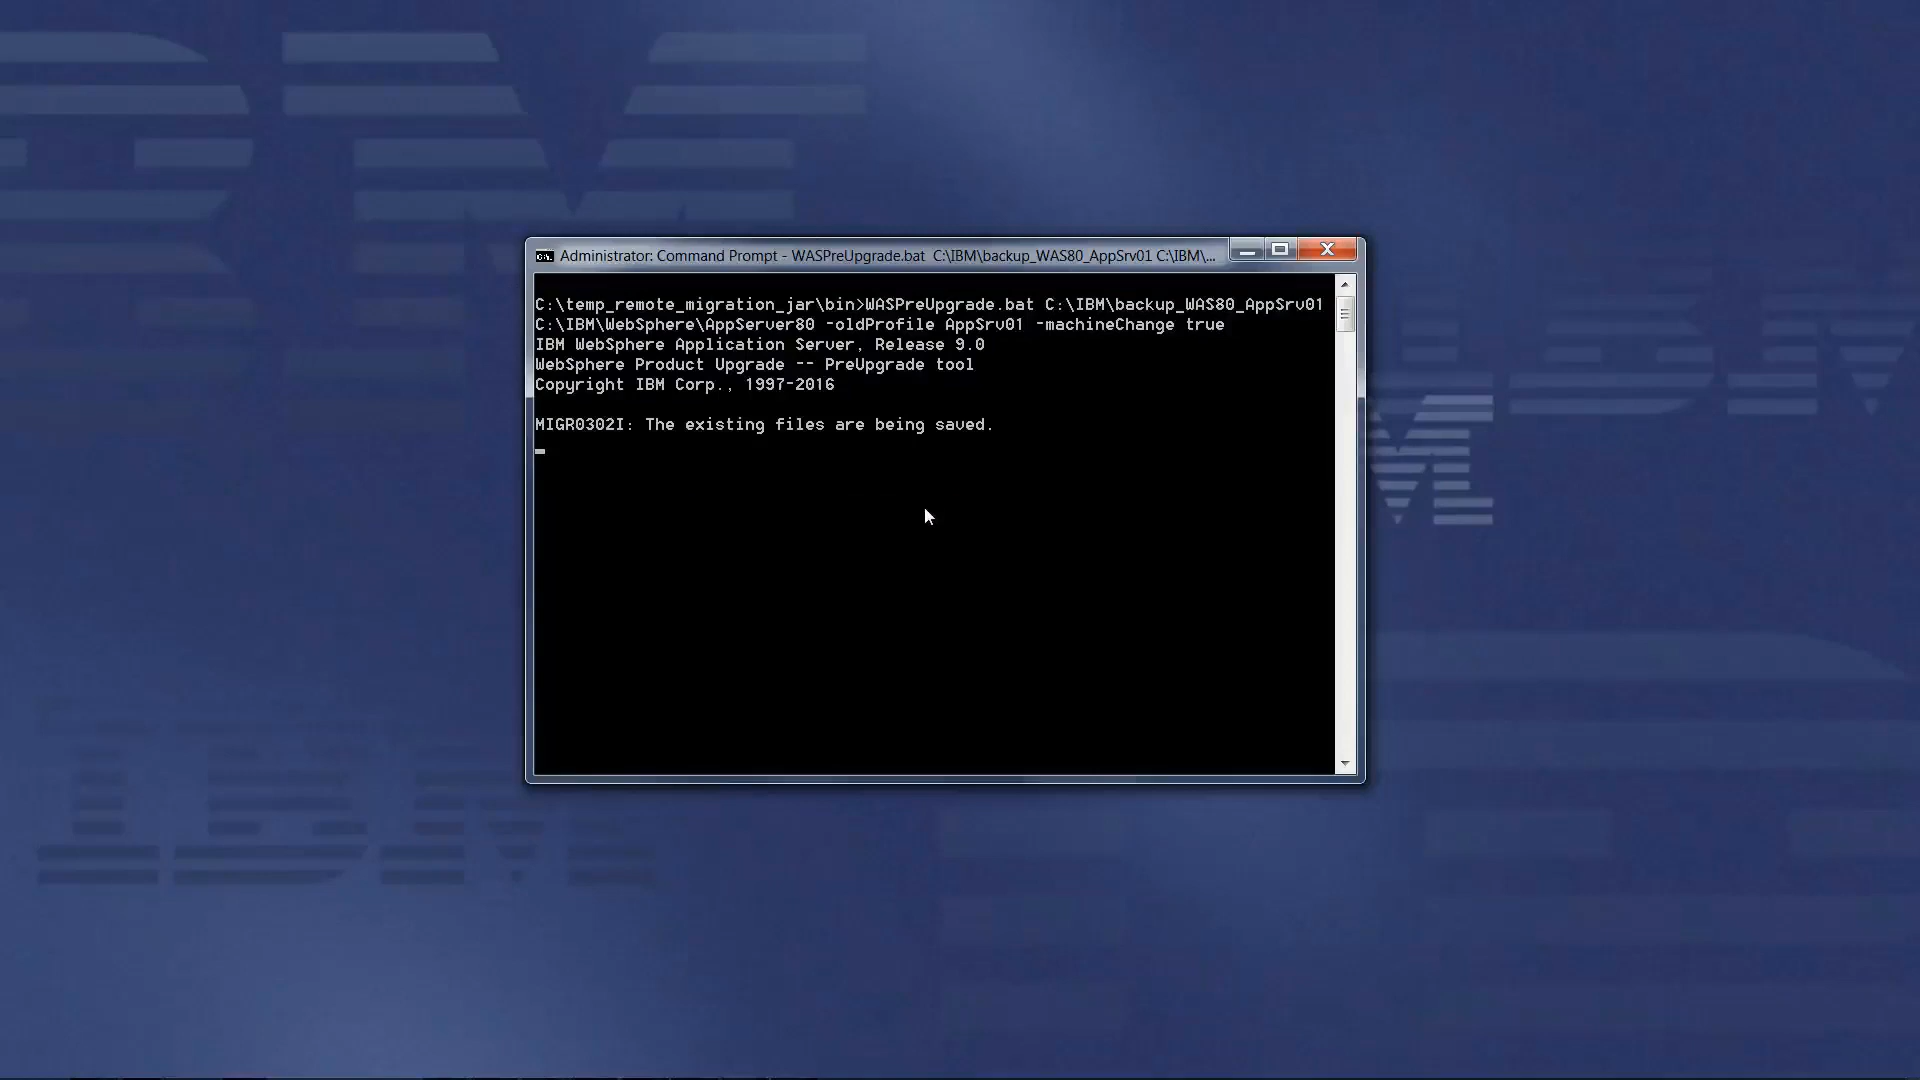 Administrator: Command Prompt - WASPreUpgrade.bat  C:\IBM\backup_WAS80_AppSrv01 C:\IBM\...
C:\temp_remote_migration_jar\bin>WASPreUpgrade.bat C:\IBM\backup_WAS80_AppSrv01
C:\IBM\WebSphere\AppServer80 -oldProfile AppSrv01 -machineChange true
IBM WebSphere Application Server, Release 9.0
WebSphere Product Upgrade -- PreUpgrade tool
Copyright IBM Corp., 1997-2016
MIGR0302I: The existing files are being saved.
IBM